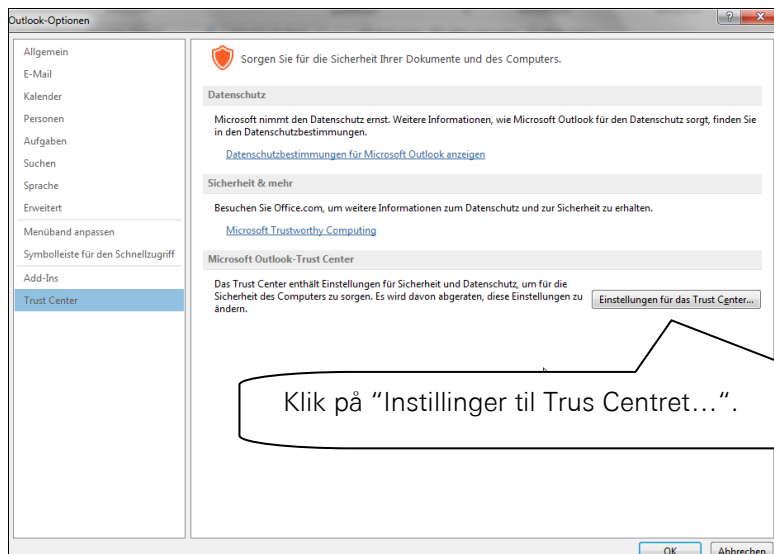 Outlook-Optionen
Allgemein
E-Mail
Kalender
Personen
Aufgaben
Suchen
Sprache
Erweitert
Menüband anpassen
Symbolleiste für den Schnellzugriff
Add-Ins
Trust Center
Sorgen Sie für die Sicherheit Ihrer Dokumente und des Computers.
Datenschutz
Microsoft nimmt den Datenschutz ernst. Weitere Informationen, wie Microsoft Outlook für den Datenschutz sorgt, finden Sie
in den Datenschutzbestimmungen.
Datenschutzbestimmungen für Microsoft Outlook anzeigen
Sicherheit & mehr
Besuchen Sie Office.com, um weitere Informationen zum Datenschutz und zur Sicherheit zu erhalten.
Microsoft Trustworthy Computing
Microsoft Outlook-Trust Center
Das Trust Center enthält Einstellungen für Sicherheit und Datenschutz, um für die
Sicherheit des Computers zu sorgen. Es wird davon abgeraten, diese Einstellungen zu
ändern.
Einstellungen für das Trust Center...
Klik på “Instillinger til Trus Centret…“.
OK
Abbrechen